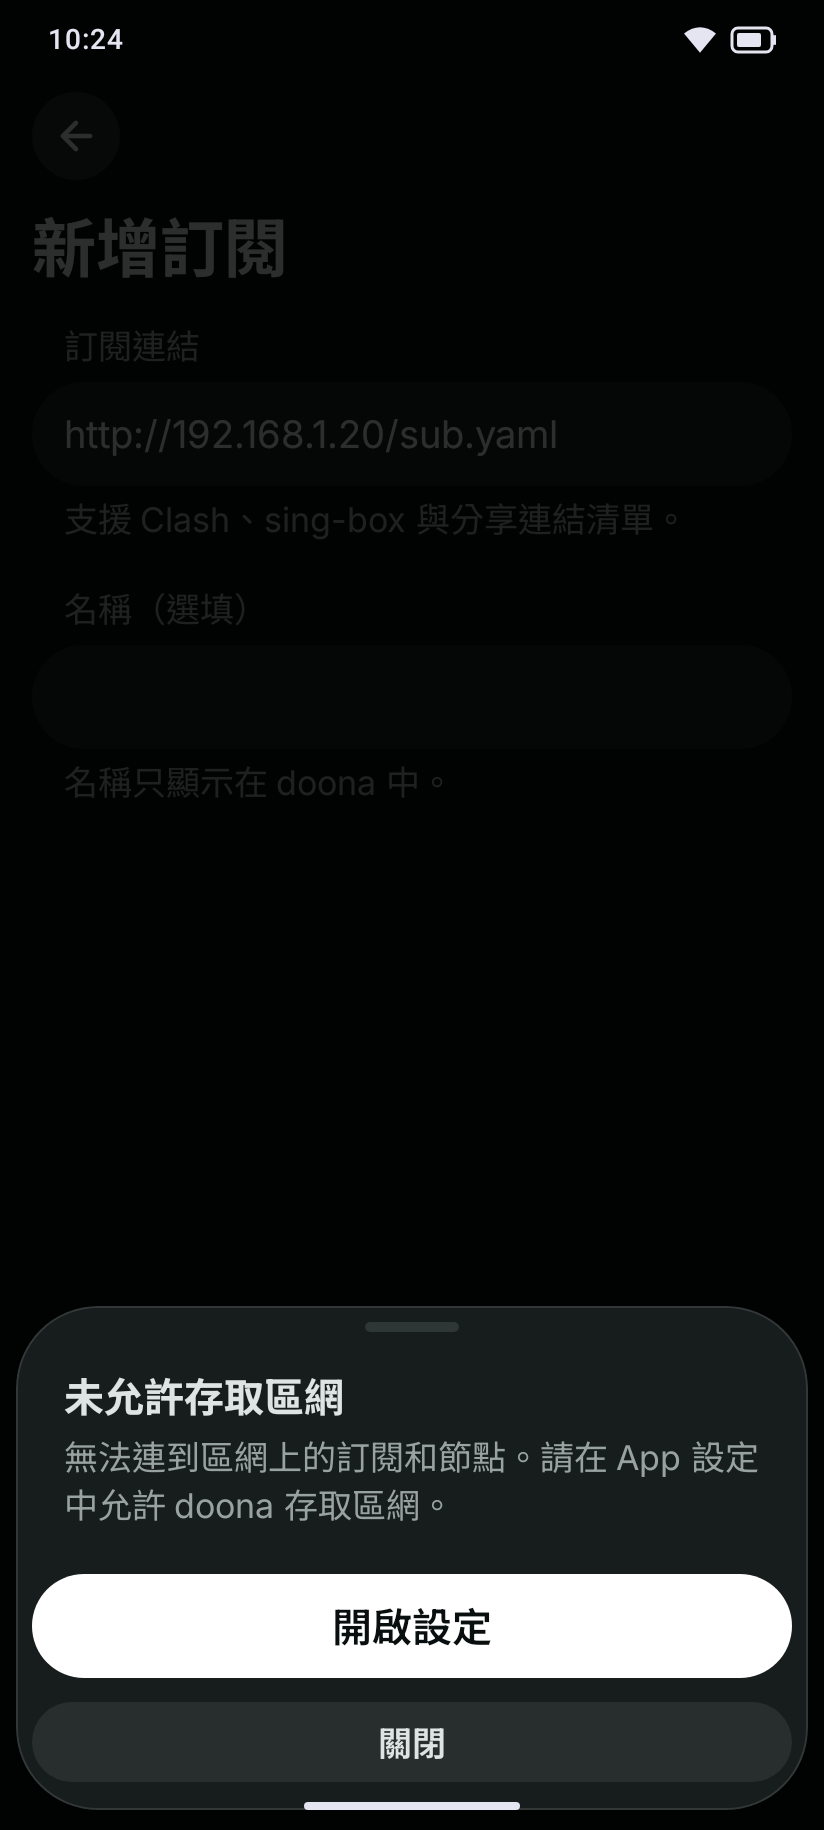 10:24
新增訂閱
訂閱連結
http://192.168.1.20/sub.yaml
支援 Clash、sing-box 與分享連結清單。
名稱（選填）
名稱只顯示在 doona 中。
未允許存取區網
無法連到區網上的訂閱和節點。請在 App 設定
中允許 doona 存取區網。
開啟設定
關閉